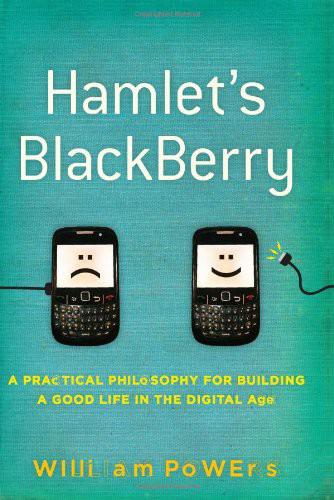 Hamlet's
BlackBerry
A PRACTICAL PHILOSOPHY FOR BUILDING
A GOOD LIFE IN THE DIGITAL Age
WILLiam PoWERs